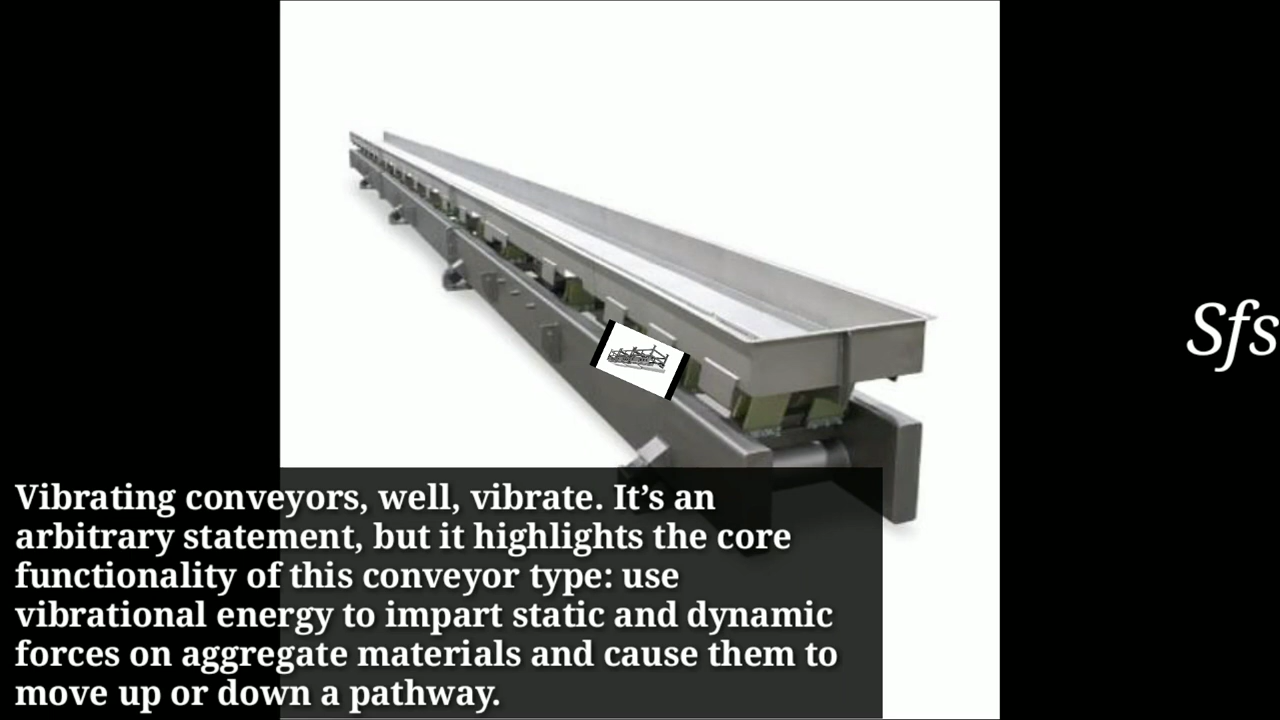 Vibrating conveyors, well, vibrate. It’s an
arbitrary statement, but it highlights the core
functionality of this conveyor type: use
vibrational energy to impart static and dynamic
forces on aggregate materials and cause them to
move up or down a pathway.
Sfs